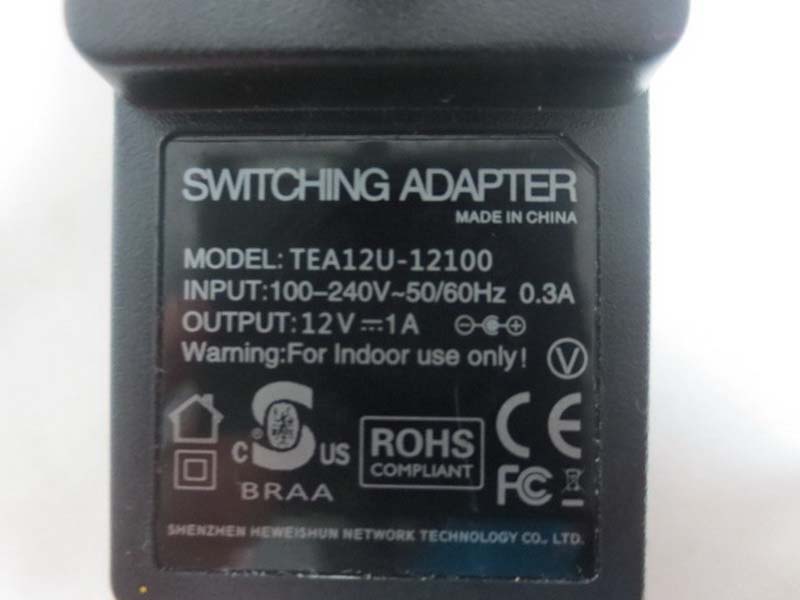 SWITCHING ADAPTER
MADE IN CHINA
MODEL: TEA12U-12100
INPUT:100-240V~50/60Hz 0.3A
OUTPUT:12V⎓1A
Warning:For Indoor use only! V
C US
BRAA
ROHS
COMPLIANT
CE
FC
SHENZHEN HEWEISHUN NETWORK TECHNOLOGY CO., LTD.